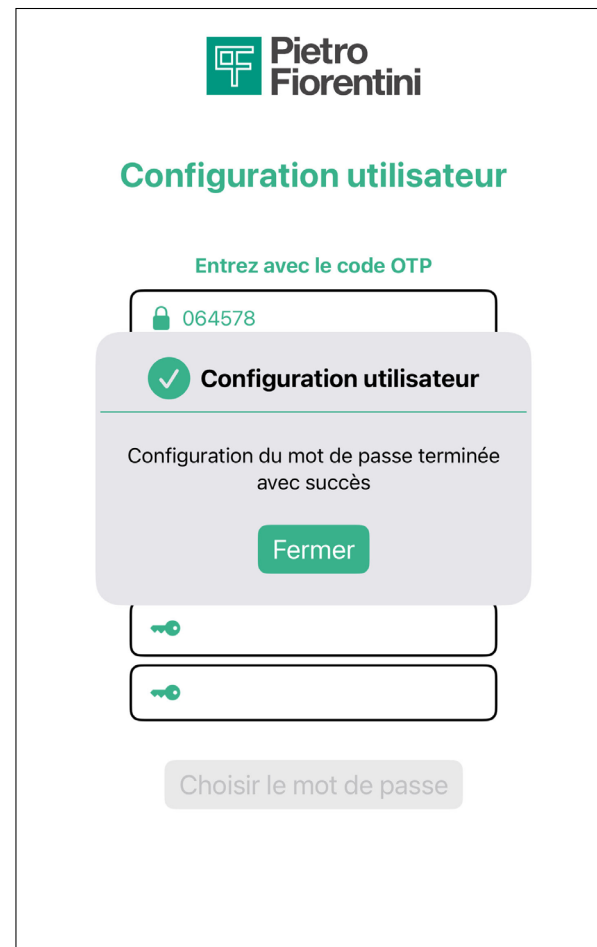 Pietro
Fiorentini
Configuration utilisateur
Entrez avec le code OTP
064578
Configuration utilisateur
Configuration du mot de passe terminée
avec succès
Fermer
Choisir le mot de passe